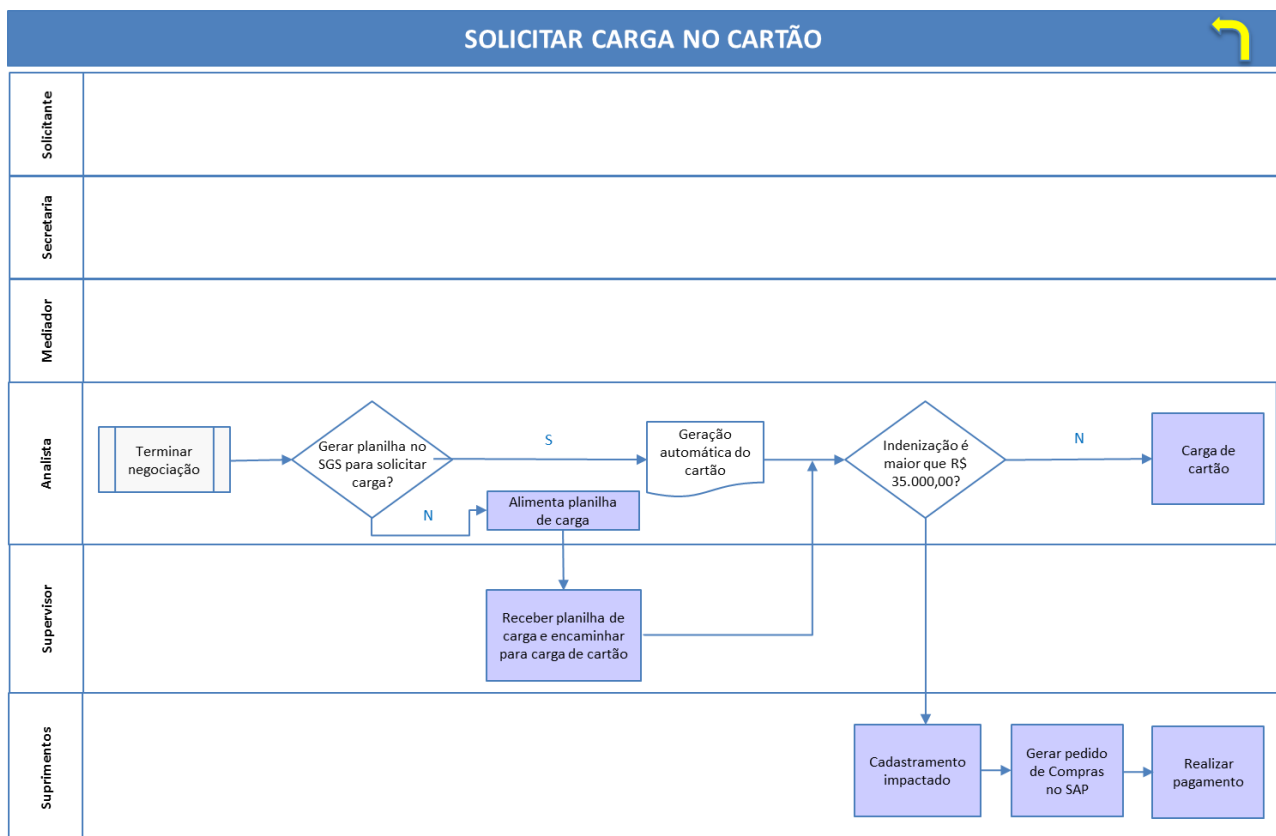 SOLICITAR CARGA NO CARTÃO
Solicitante
Secretaria
Mediador
Analista
Terminar
negociação
Gerar planilha no
SGS para solicitar
carga?
S
N
Alimenta planilha
de carga
Geração
automática do
cartão
Indenização é
maior que R$
35.000,00?
N
Carga de
cartão
Supervisor
Receber planilha de
carga e encaminhar
para carga de cartão
Suprimentos
Cadastramento
impactado
Gerar pedido
de Compras
no SAP
Realizar
pagamento